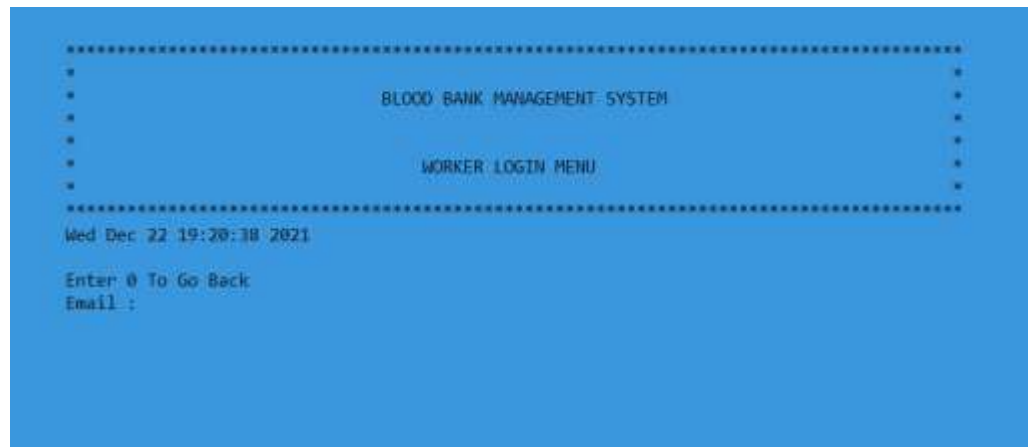 BLOOD BANK MANAGEMENT SYSTEM
WORKER LOGIN MENU
Wed Dec 22 19:20:38 2021
Enter 0 To Go Back
Email :